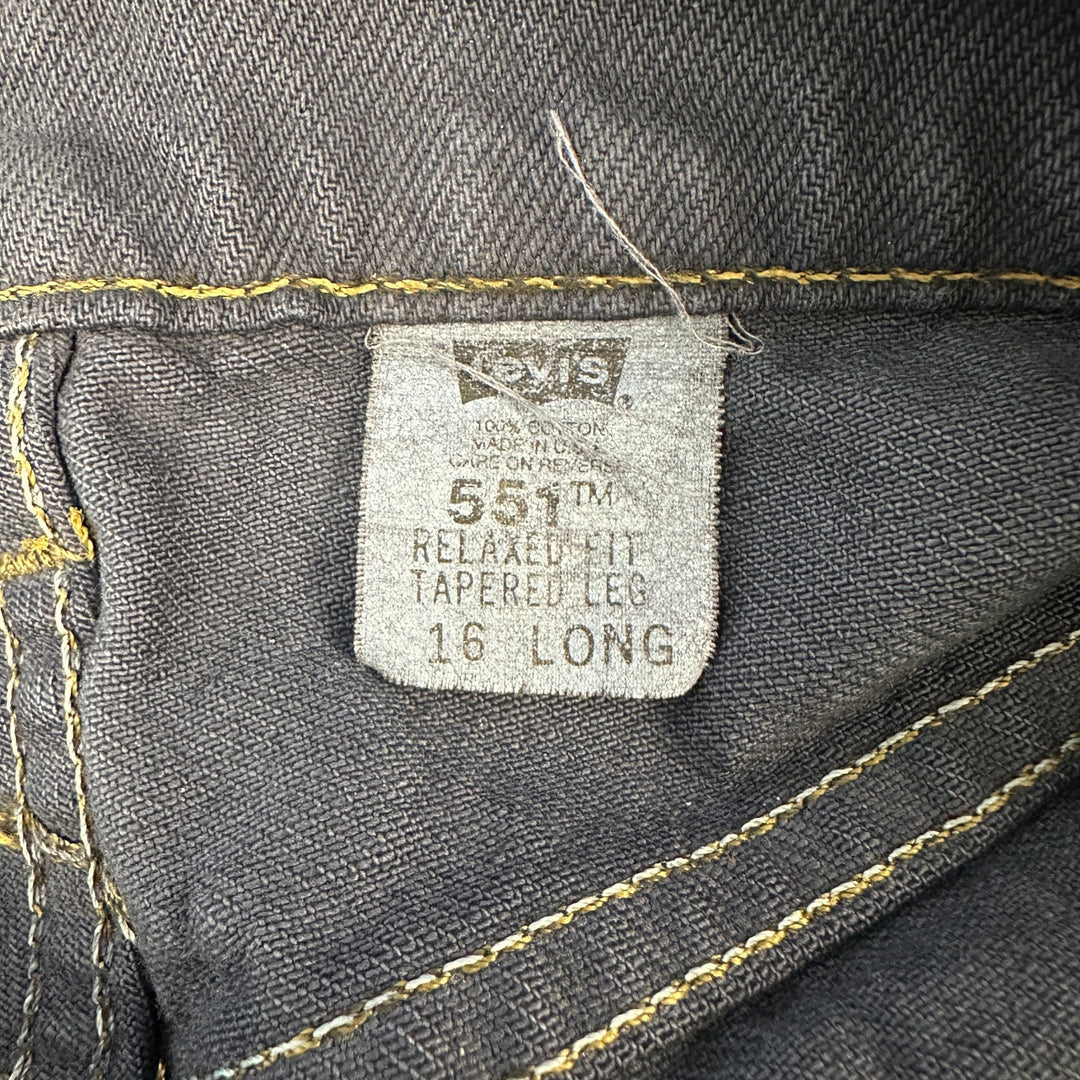 Levi's
100% COTTON
MADE IN U.S.
CARE ON REVERSE
551™
RELAXED FIT
TAPERED LEG
16 LONG